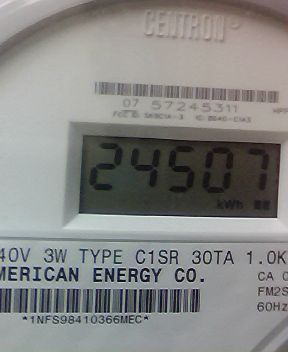 CENTRON
07 57245311
24507
kWh
40V 3W TYPE C1SR 30TA 1.0K
MERICAN ENERGY CO.
CA 0
FM2S
60Hz
*1NFS98410366MEC*